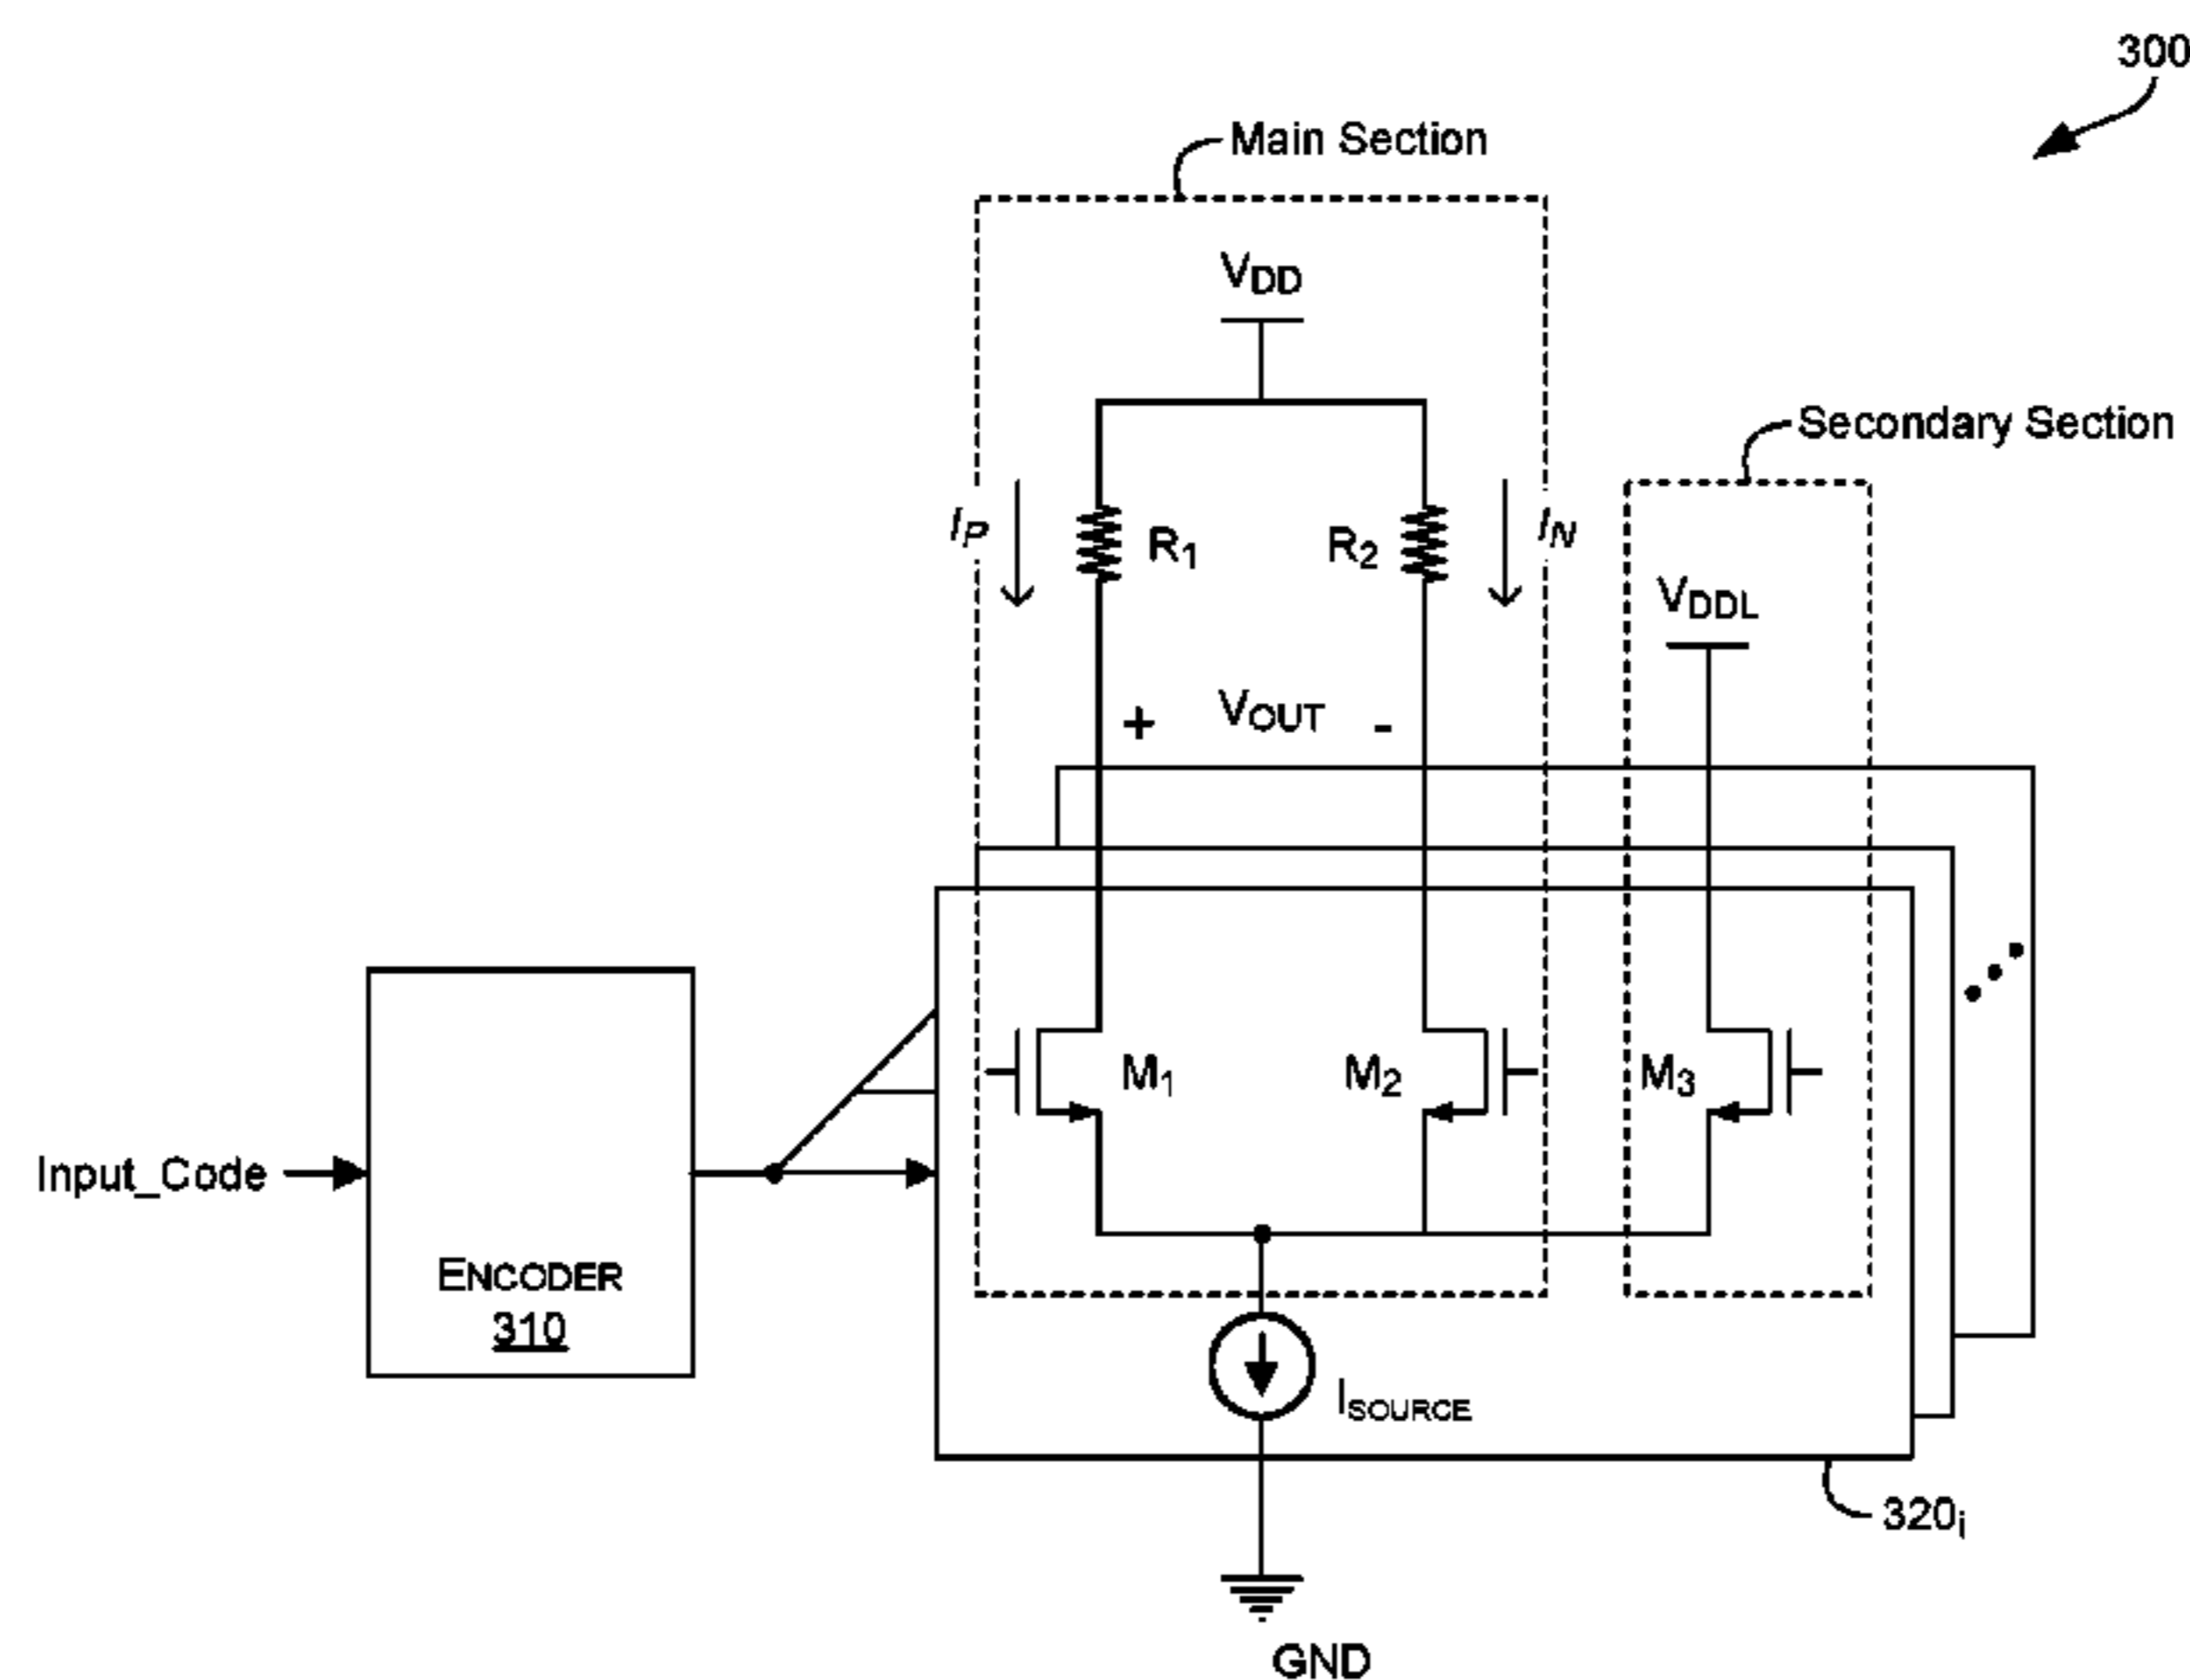 300
Main Section
VDD
Secondary Section
IP
R1
R2
IN
VDDL
+ VOUT -
M1
M2
M3
Input_Code
ENCODER
310
ISOURCE
320i
GND